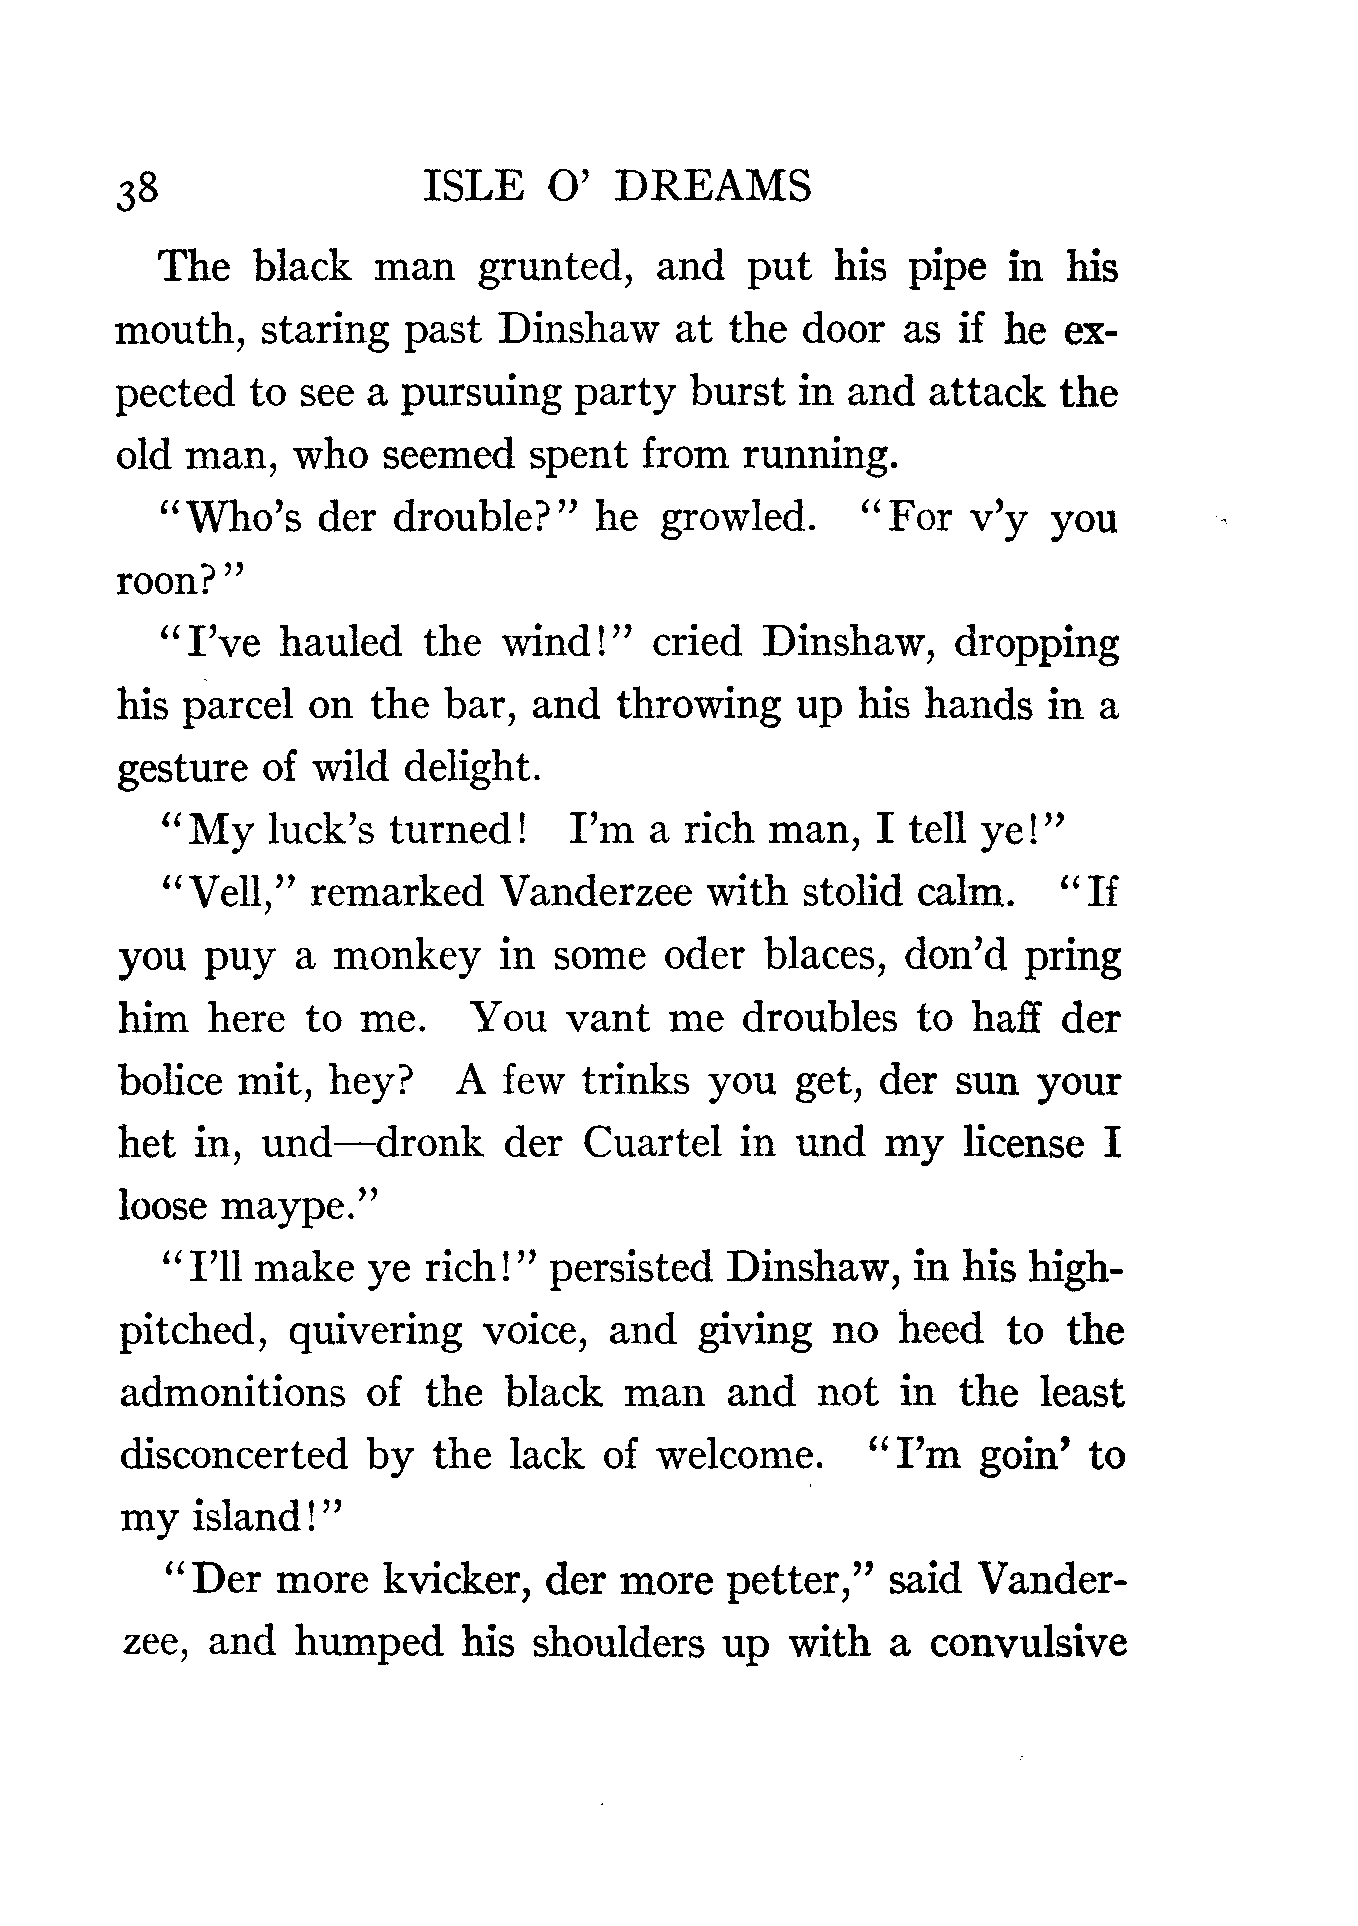 38 ISLE O' DREAMS
The black man grunted, and put his pipe in his
mouth, staring past Dinshaw at the door as if he ex-
pected to see a pursuing party burst in and attack the
old man, who seemed spent from running.
"Who's der drouble?" he growled. "For v'y you
roon?"
"I've hauled the wind!" cried Dinshaw, dropping
his parcel on the bar, and throwing up his hands in a
gesture of wild delight.
"My luck's turned! I'm a rich man, I tell ye!"
"Vell," remarked Vanderzee with stolid calm. "If
you puy a monkey in some oder blaces, don'd pring
him here to me. You vant me droubles to haff der
bolice mit, hey? A few trinks you get, der sun your
het in, und—dronk der Cuartel in und my license I
loose maype."
"I'll make ye rich!" persisted Dinshaw, in his high-
pitched, quivering voice, and giving no heed to the
admonitions of the black man and not in the least
disconcerted by the lack of welcome. "I'm goin' to
my island!"
"Der more kvicker, der more petter," said Vander-
zee, and humped his shoulders up with a convulsive